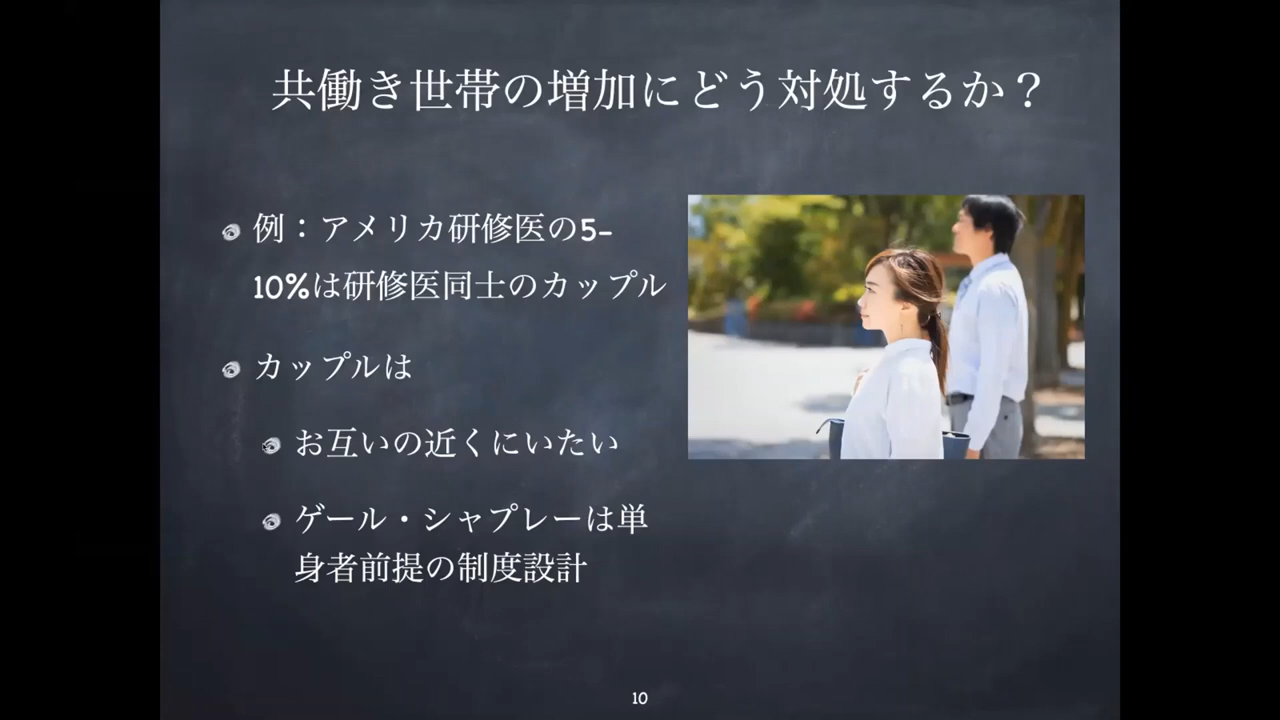 共働き世帯の増加にどう対処するか？
例：アメリカ研修医の5-
10%は研修医同士のカップル
カップルは
お互いの近くにいたい
ゲール・シャプレーは単
身者前提の制度設計
10